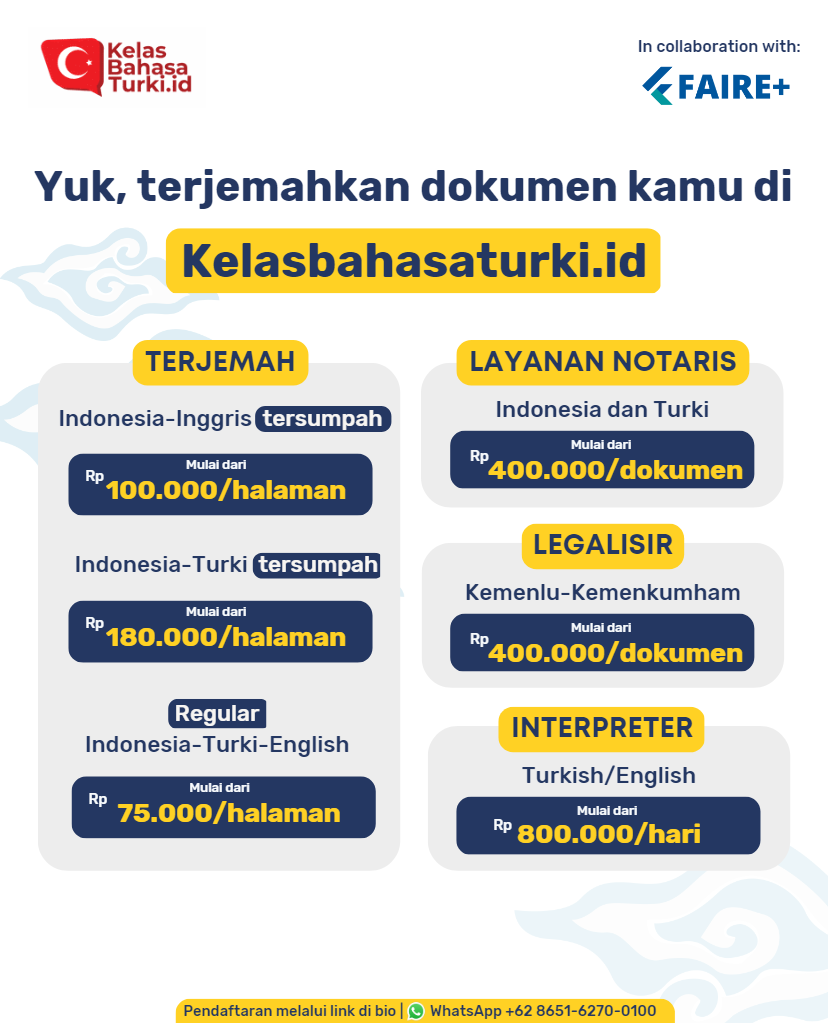 Kelas
Bahasa
Turki.id
In collaboration with:
FAIRE+
Yuk, terjemahkan dokumen kamu di
Kelasbahasaturki.id
TERJEMAH
Indonesia-Inggris tersumpah
Mulai dari
Rp 100.000/halaman
Indonesia-Turki tersumpah
Mulai dari
Rp 180.000/halaman
Regular
Indonesia-Turki-English
Mulai dari
Rp 75.000/halaman
LAYANAN NOTARIS
Indonesia dan Turki
Mulai dari
Rp 400.000/dokumen
LEGALISIR
Kemenlu-Kemenkumham
Mulai dari
Rp 400.000/dokumen
INTERPRETER
Turkish/English
Mulai dari
Rp 800.000/hari
Pendaftaran melalui link di bio | WhatsApp +62 8651-6270-0100